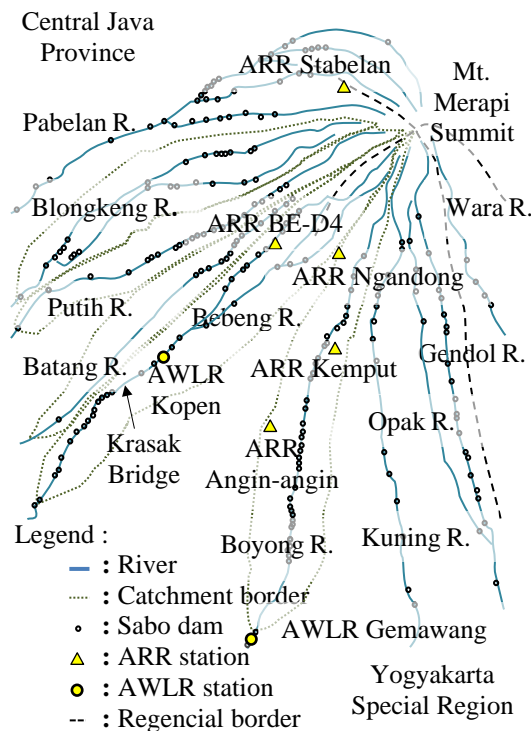 Central Java
Province
ARR Stabelan
Mt.
Merapi
Summit
Pabelan R.
Blongkeng R.
Wara R.
ARR BE-D4
ARR Ngandong
Putih R.
Bebeng R.
Gendol R.
Batang R.
AWLR
Kopen
ARR Kemput
Opak R.
Krasak
Bridge
ARR
Angin-angin
Legend :
Boyong R.
Kuning R.
: River
: Catchment border
: Sabo dam
AWLR Gemawang
: ARR station
: AWLR station
: Regencial border
Yogyakarta
Special Region